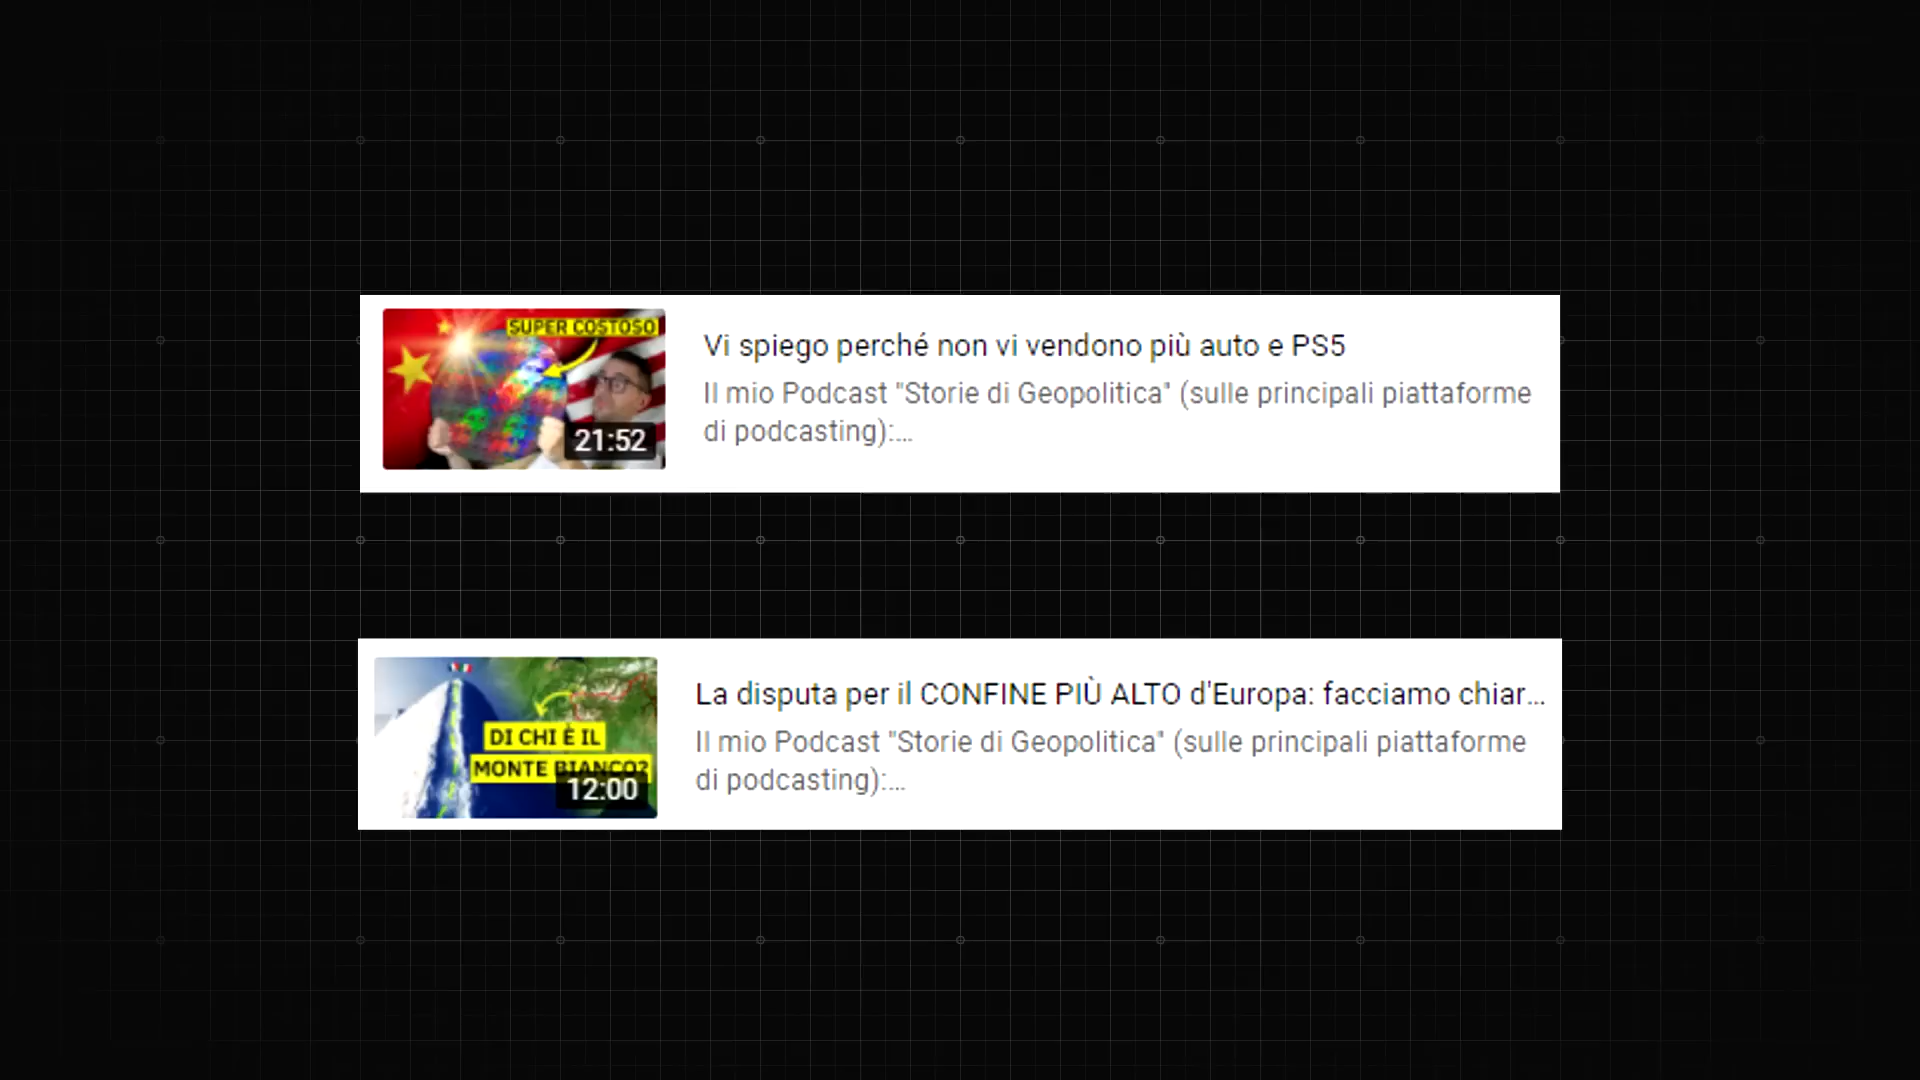 SUPER COSTOSO
21:52
Vi spiego perché non vi vendono più auto e PS5
Il mio Podcast "Storie di Geopolitica" (sulle principali piattaforme
di podcasting):...
DI CHI È IL
MONTE BIANCO?
12:00
La disputa per il CONFINE PIÙ ALTO d'Europa: facciamo chiar...
Il mio Podcast "Storie di Geopolitica" (sulle principali piattaforme
di podcasting):...